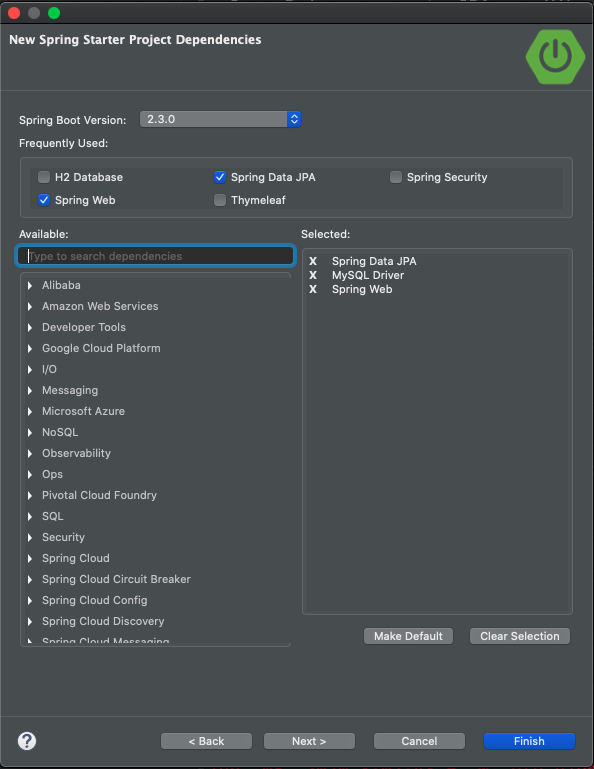 New Spring Starter Project Dependencies
Spring Boot Version: 2.3.0
Frequently Used:
H2 Database Spring Data JPA Spring Security
Spring Web Thymeleaf
Available: Selected:
Type to search dependencies
X Spring Data JPA
X MySQL Driver
X Spring Web
Alibaba
Amazon Web Services
Developer Tools
Google Cloud Platform
I/O
Messaging
Microsoft Azure
NoSQL
Observability
Ops
Pivotal Cloud Foundry
SQL
Security
Spring Cloud
Spring Cloud Circuit Breaker
Spring Cloud Config
Spring Cloud Discovery
Spring Cloud Messaging
Make Default Clear Selection
? < Back Next > Cancel Finish